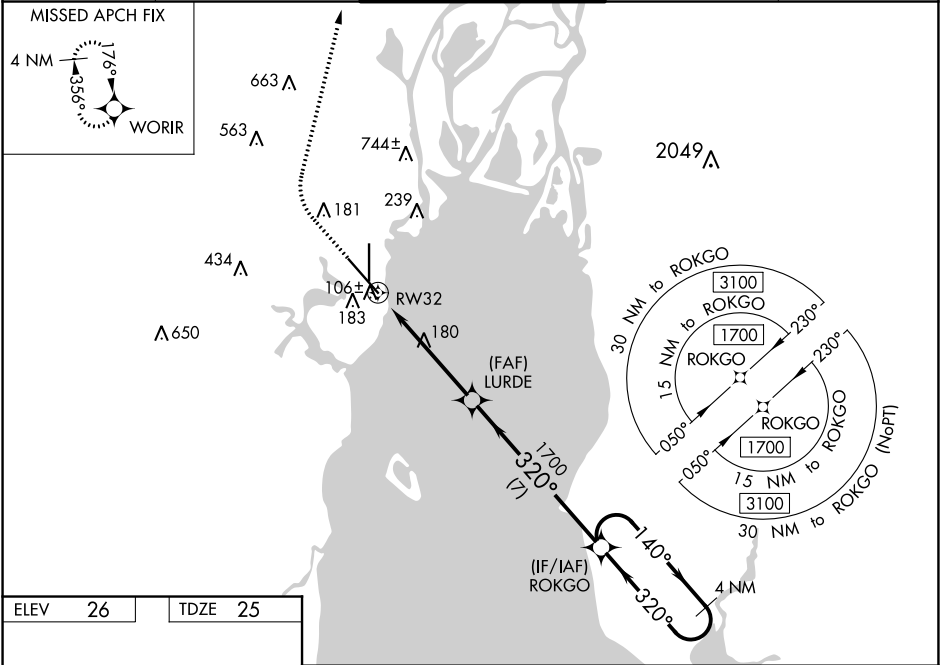 MISSED APCH FIX
4 NM
176°
356°
WORIR
663
563
744±
2049
239
181
434
106±
183
RW32
650
180
(FAF)
LURDE
1700
320°
(7)
(IF/IAF)
ROKGO
140°
320°
4 NM
30 NM to ROKGO
3100
15 NM to ROKGO
1700
230°
ROKGO
050°
230°
ROKGO
050°
1700
15 NM to ROKGO
3100
30 NM to ROKGO (NoPT)
ELEV 26
TDZE 25